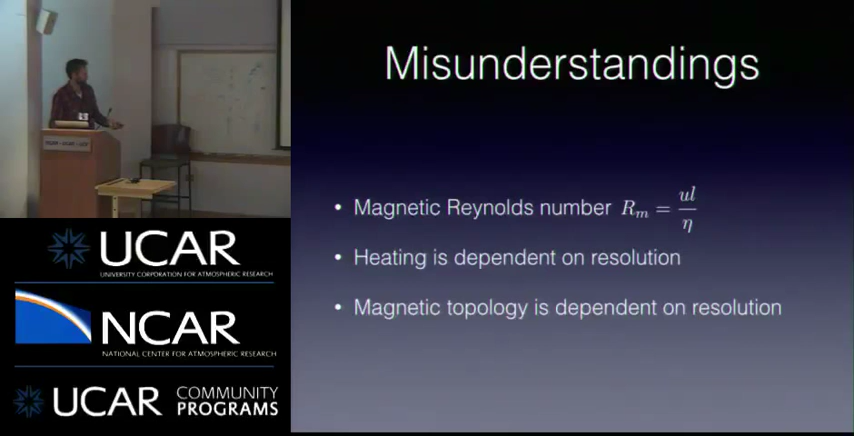 Misunderstandings
• Magnetic Reynolds number R_m = ul/η
• Heating is dependent on resolution
• Magnetic topology is dependent on resolution
UCAR
UNIVERSITY CORPORATION FOR ATMOSPHERIC RESEARCH
NCAR
NATIONAL CENTER FOR ATMOSPHERIC RESEARCH
UCAR COMMUNITY
PROGRAMS